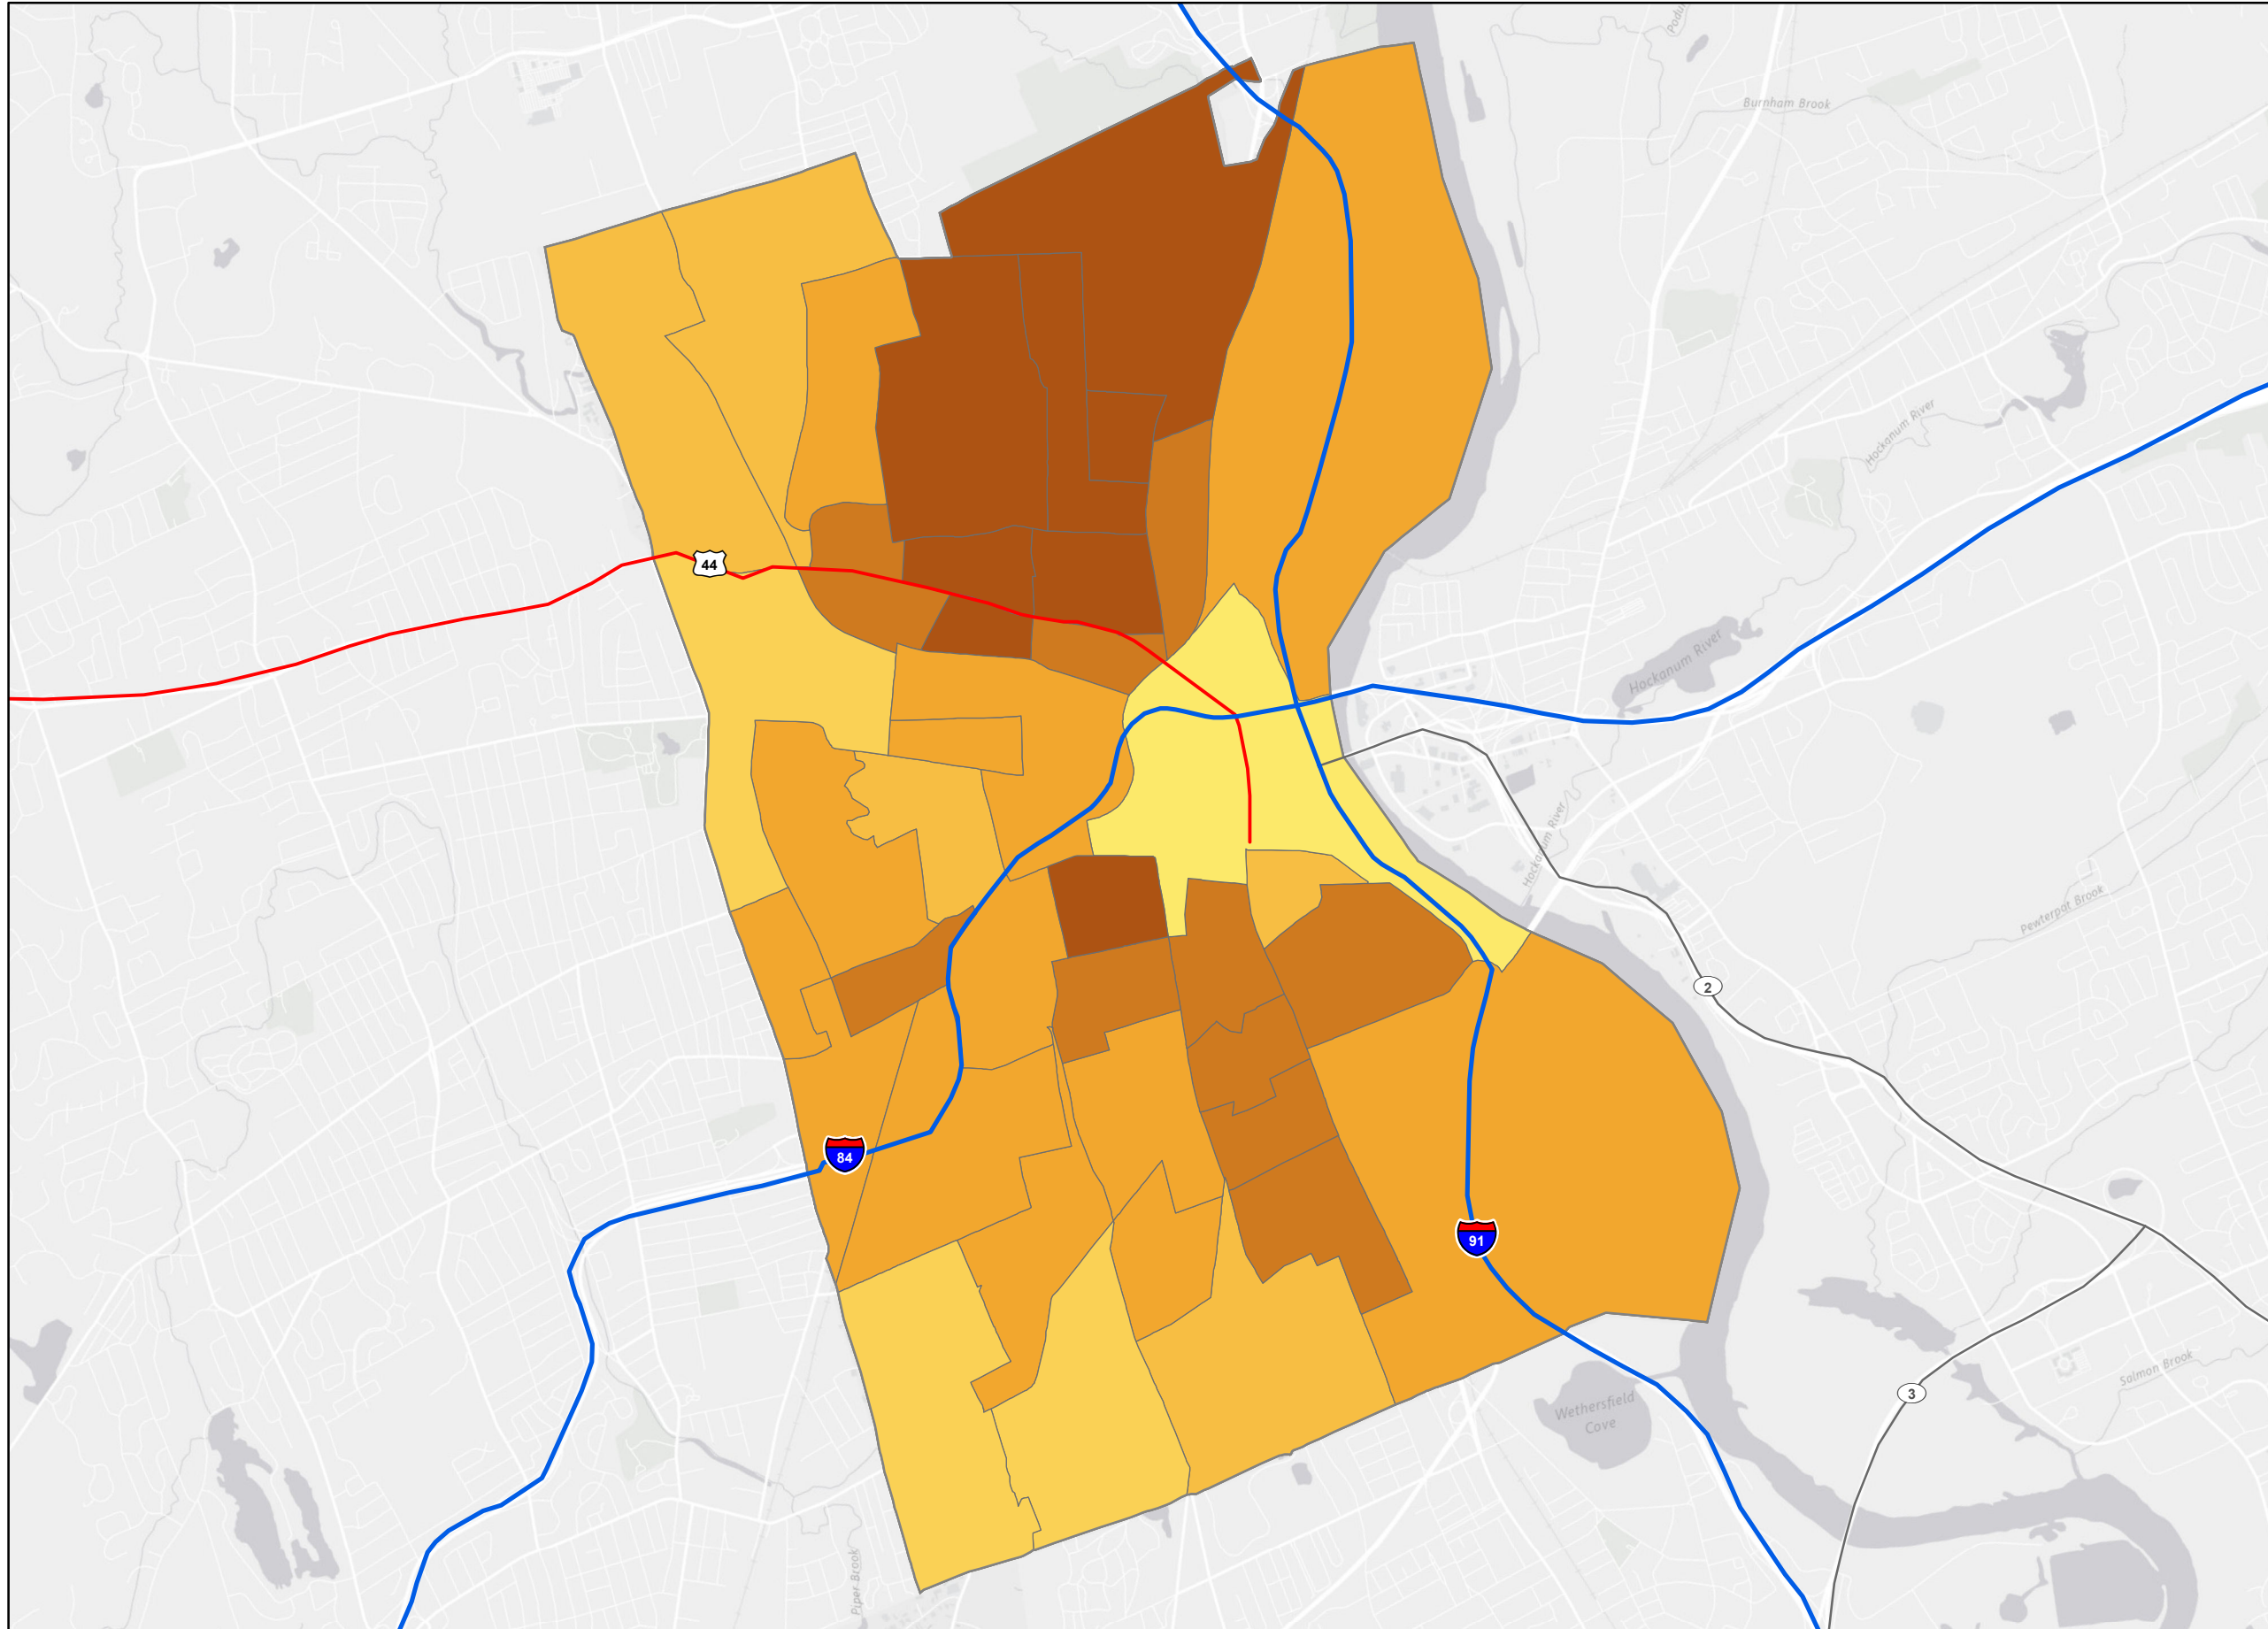 Burnham Brook
Hockanum River
44
Hockanum River
Hockanum River
Pewterpot Brook
2
84
91
Salmon Brook
3
Wethersfield
Cove
Piper Brook